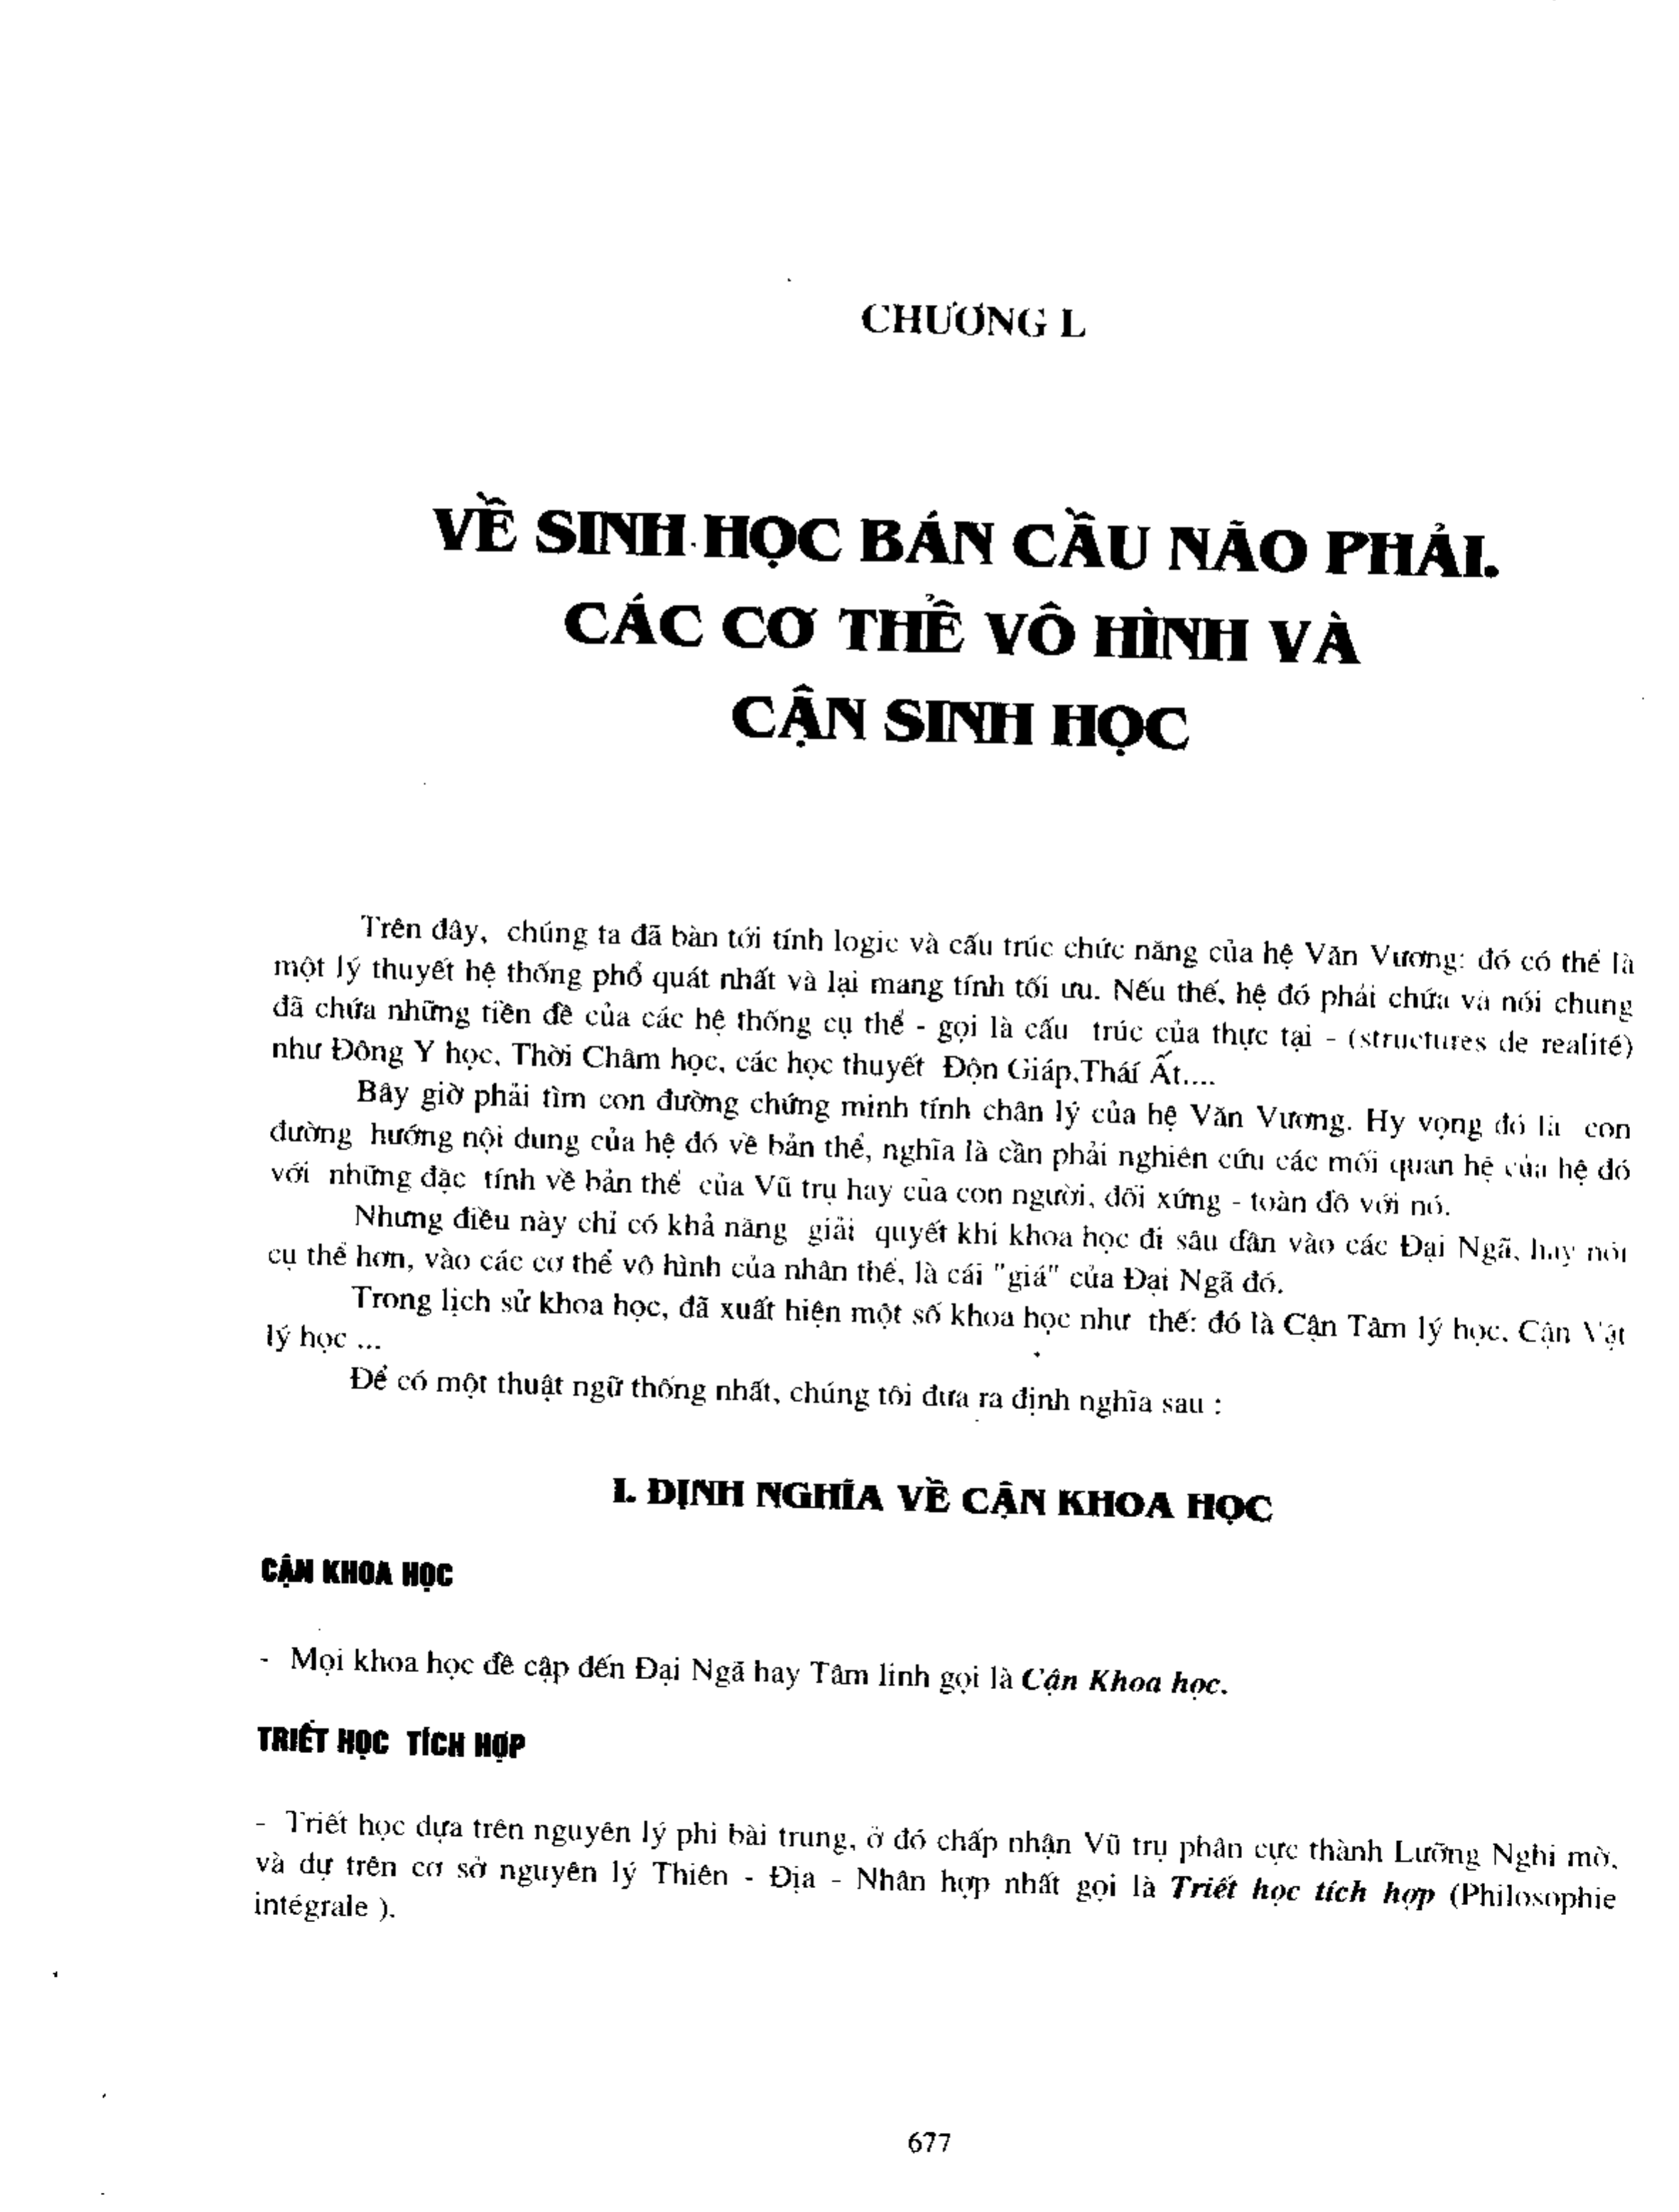 CHƯƠNG L
VỀ SINH HỌC BÁN CẦU NÃO PHẢI.
CÁC CƠ THỂ VÔ HÌNH VÀ
CẬN SINH HỌC
Trên đây, chúng ta đã bàn tới tính logic và cấu trúc chức năng của hệ Văn Vương: đó có thể là
một lý thuyết hệ thống phổ quát nhất và lại mang tính tối ưu. Nếu thế, hệ đó phải chứa và nói chung
đã chứa những tiền đề của các hệ thống cụ thể - gọi là cấu trúc của thực tại - (structures de realité)
như Đông Y học, Thời Châm học, các học thuyết Độn Giáp,Thái Ất....
Bây giờ phải tìm con đường chứng minh tính chân lý của hệ Văn Vương. Hy vọng đó là con
đường hướng nội dung của hệ đó về bản thể, nghĩa là cần phải nghiên cứu các mối quan hệ của hệ đó
với những đặc tính về bản thể của Vũ trụ hay của con người, đối xứng - toàn đồ với nó.
Nhưng điều này chỉ có khả năng giải quyết khi khoa học đi sâu dần vào các Đại Ngã, hay nói
cụ thể hơn, vào các cơ thể vô hình của nhân thể, là cái "giá" của Đại Ngã đó.
Trong lịch sử khoa học, đã xuất hiện một số khoa học như thế: đó là Cận Tâm lý học, Cận Vật
lý học ...
Để có một thuật ngữ thống nhất, chúng tôi đưa ra định nghĩa sau :
I. ĐỊNH NGHĨA VỀ CẬN KHOA HỌC
CẬN KHOA HỌC
- Mọi khoa học đề cập đến Đại Ngã hay Tâm linh gọi là Cận Khoa học.
TRIẾT HỌC TÍCH HỢP
- Triết học dựa trên nguyên lý phi bài trung, ở đó chấp nhận Vũ trụ phân cực thành Lưỡng Nghi mờ,
và dự trên cơ sở nguyên lý Thiên - Địa - Nhân hợp nhất gọi là Triết học tích hợp (Philosophie
intégrale ).
677